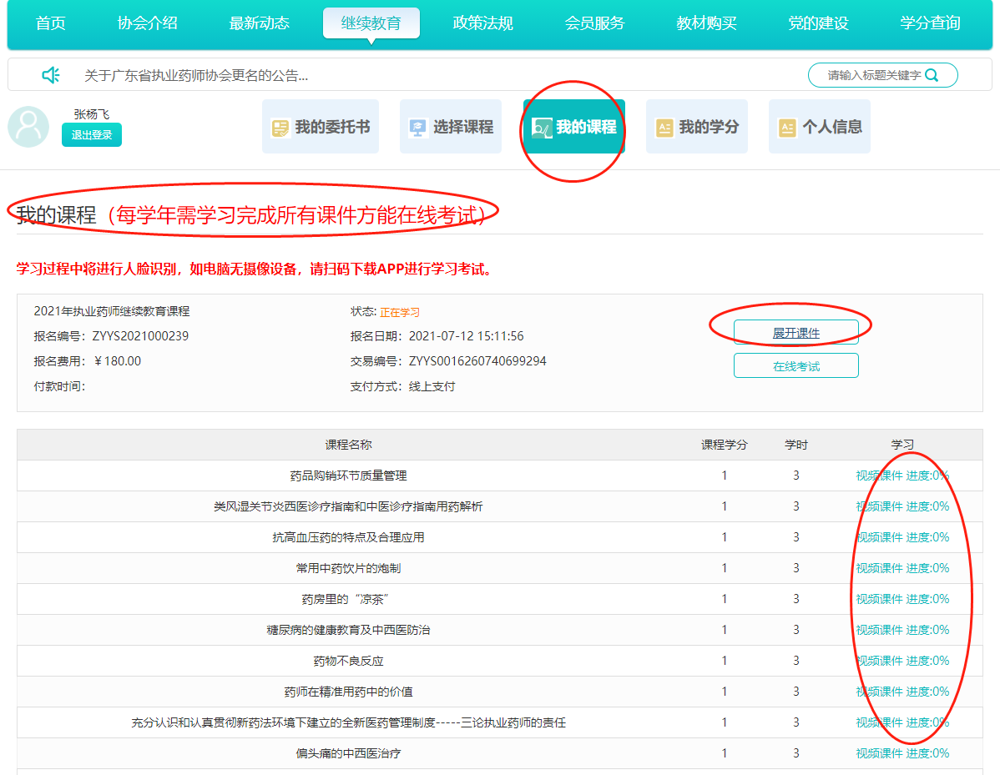 首页 协会介绍 最新动态 继续教育 政策法规 会员服务 教材购买 党的建设 学分查询
关于广东省执业药师协会更名的公告... 请输入标题关键字
张杨飞
退出登录
我的委托书 选择课程 我的课程 我的学分 个人信息
我的课程（每学年需学习完成所有课件方能在线考试）
学习过程中将进行人脸识别，如电脑无摄像设备，请扫码下载APP进行学习考试。
2021年执业药师继续教育课程 状态: 正在学习
报名编号：ZYYS2021000239 报名日期：2021-07-12 15:11:56 展开课件
报名费用：￥180.00 交易编号：ZYYS0016260740699294 在线考试
付款时间： 支付方式：线上支付
课程名称 课程学分 学时 学习
药品购销环节质量管理 1 3 视频课件 进度:0%
类风湿关节炎西医诊疗指南和中医诊疗指南用药解析 1 3 视频课件 进度:0%
抗高血压药的特点及合理应用 1 3 视频课件 进度:0%
常用中药饮片的炮制 1 3 视频课件 进度:0%
药房里的“凉茶” 1 3 视频课件 进度:0%
糖尿病的健康教育及中西医防治 1 3 视频课件 进度:0%
药物不良反应 1 3 视频课件 进度:0%
药师在精准用药中的价值 1 3 视频课件 进度:0%
充分认识和认真贯彻新药法环境下建立的全新医药管理制度-----三论执业药师的责任 1 3 视频课件 进度:0%
偏头痛的中西医治疗 1 3 视频课件 进度:0%